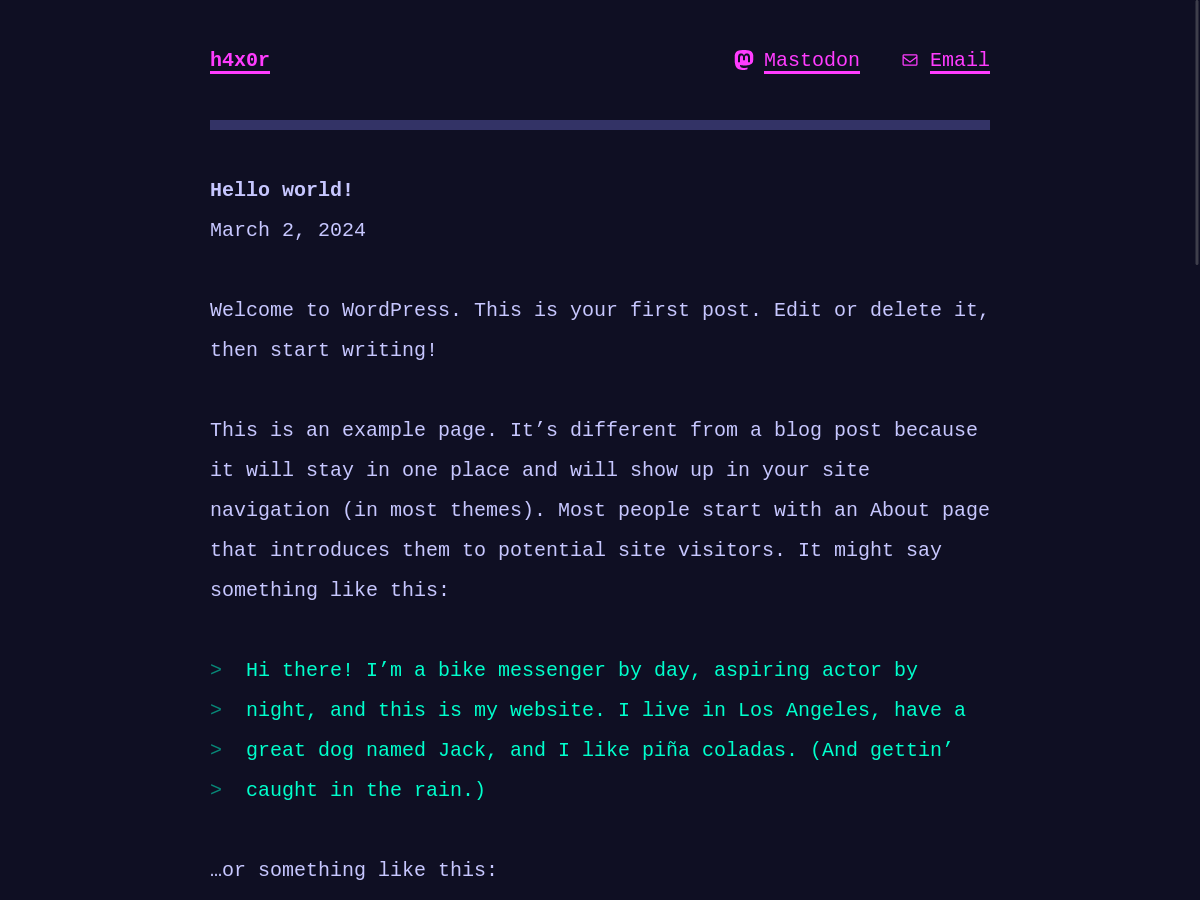 h4x0r
Mastodon
Email
Hello world!
March 2, 2024
Welcome to WordPress. This is your first post. Edit or delete it,
then start writing!
This is an example page. It’s different from a blog post because
it will stay in one place and will show up in your site
navigation (in most themes). Most people start with an About page
that introduces them to potential site visitors. It might say
something like this:
> Hi there! I’m a bike messenger by day, aspiring actor by
> night, and this is my website. I live in Los Angeles, have a
> great dog named Jack, and I like piña coladas. (And gettin’
> caught in the rain.)
…or something like this: